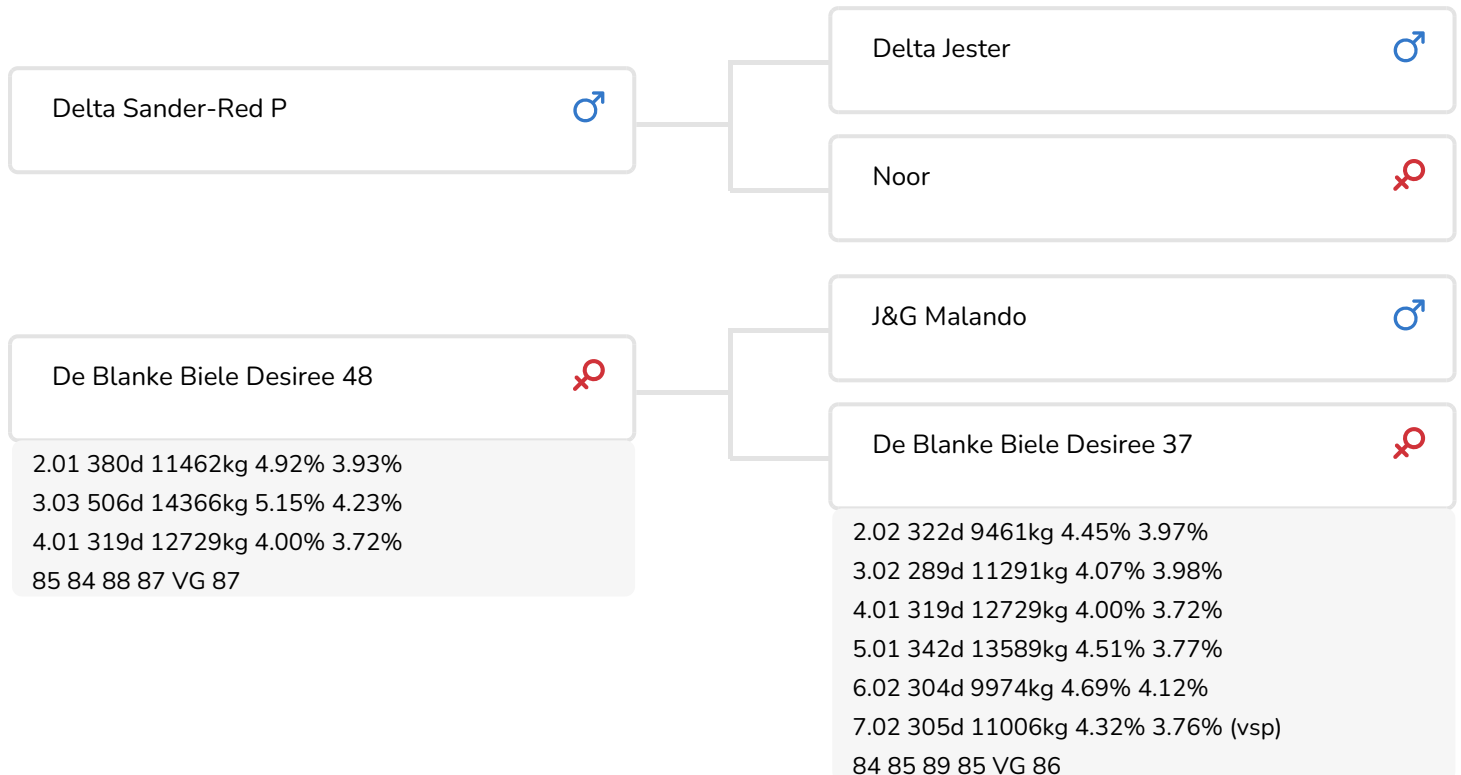 Delta Sander-Red P
De Blanke Biele Desiree 48
2.01 380d 11462kg 4.92% 3.93%
3.03 506d 14366kg 5.15% 4.23%
4.01 319d 12729kg 4.00% 3.72%
85 84 88 87 VG 87
Delta Jester
Noor
J&G Malando
De Blanke Biele Desiree 37
2.02 322d 9461kg 4.45% 3.97%
3.02 289d 11291kg 4.07% 3.98%
4.01 319d 12729kg 4.00% 3.72%
5.01 342d 13589kg 4.51% 3.77%
6.02 304d 9974kg 4.69% 4.12%
7.02 305d 11006kg 4.32% 3.76% (vsp)
84 85 89 85 VG 86